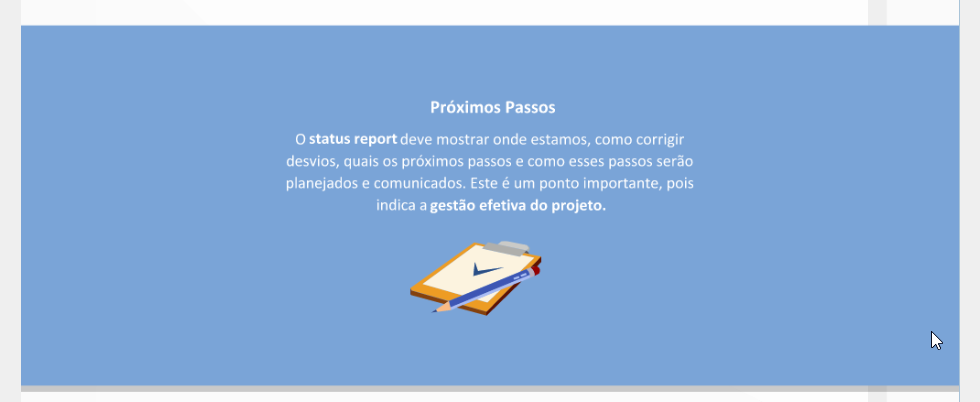 Próximos Passos
O status report deve mostrar onde estamos, como corrigir
desvios, quais os próximos passos e como esses passos serão
planejados e comunicados. Este é um ponto importante, pois
indica a gestão efetiva do projeto.